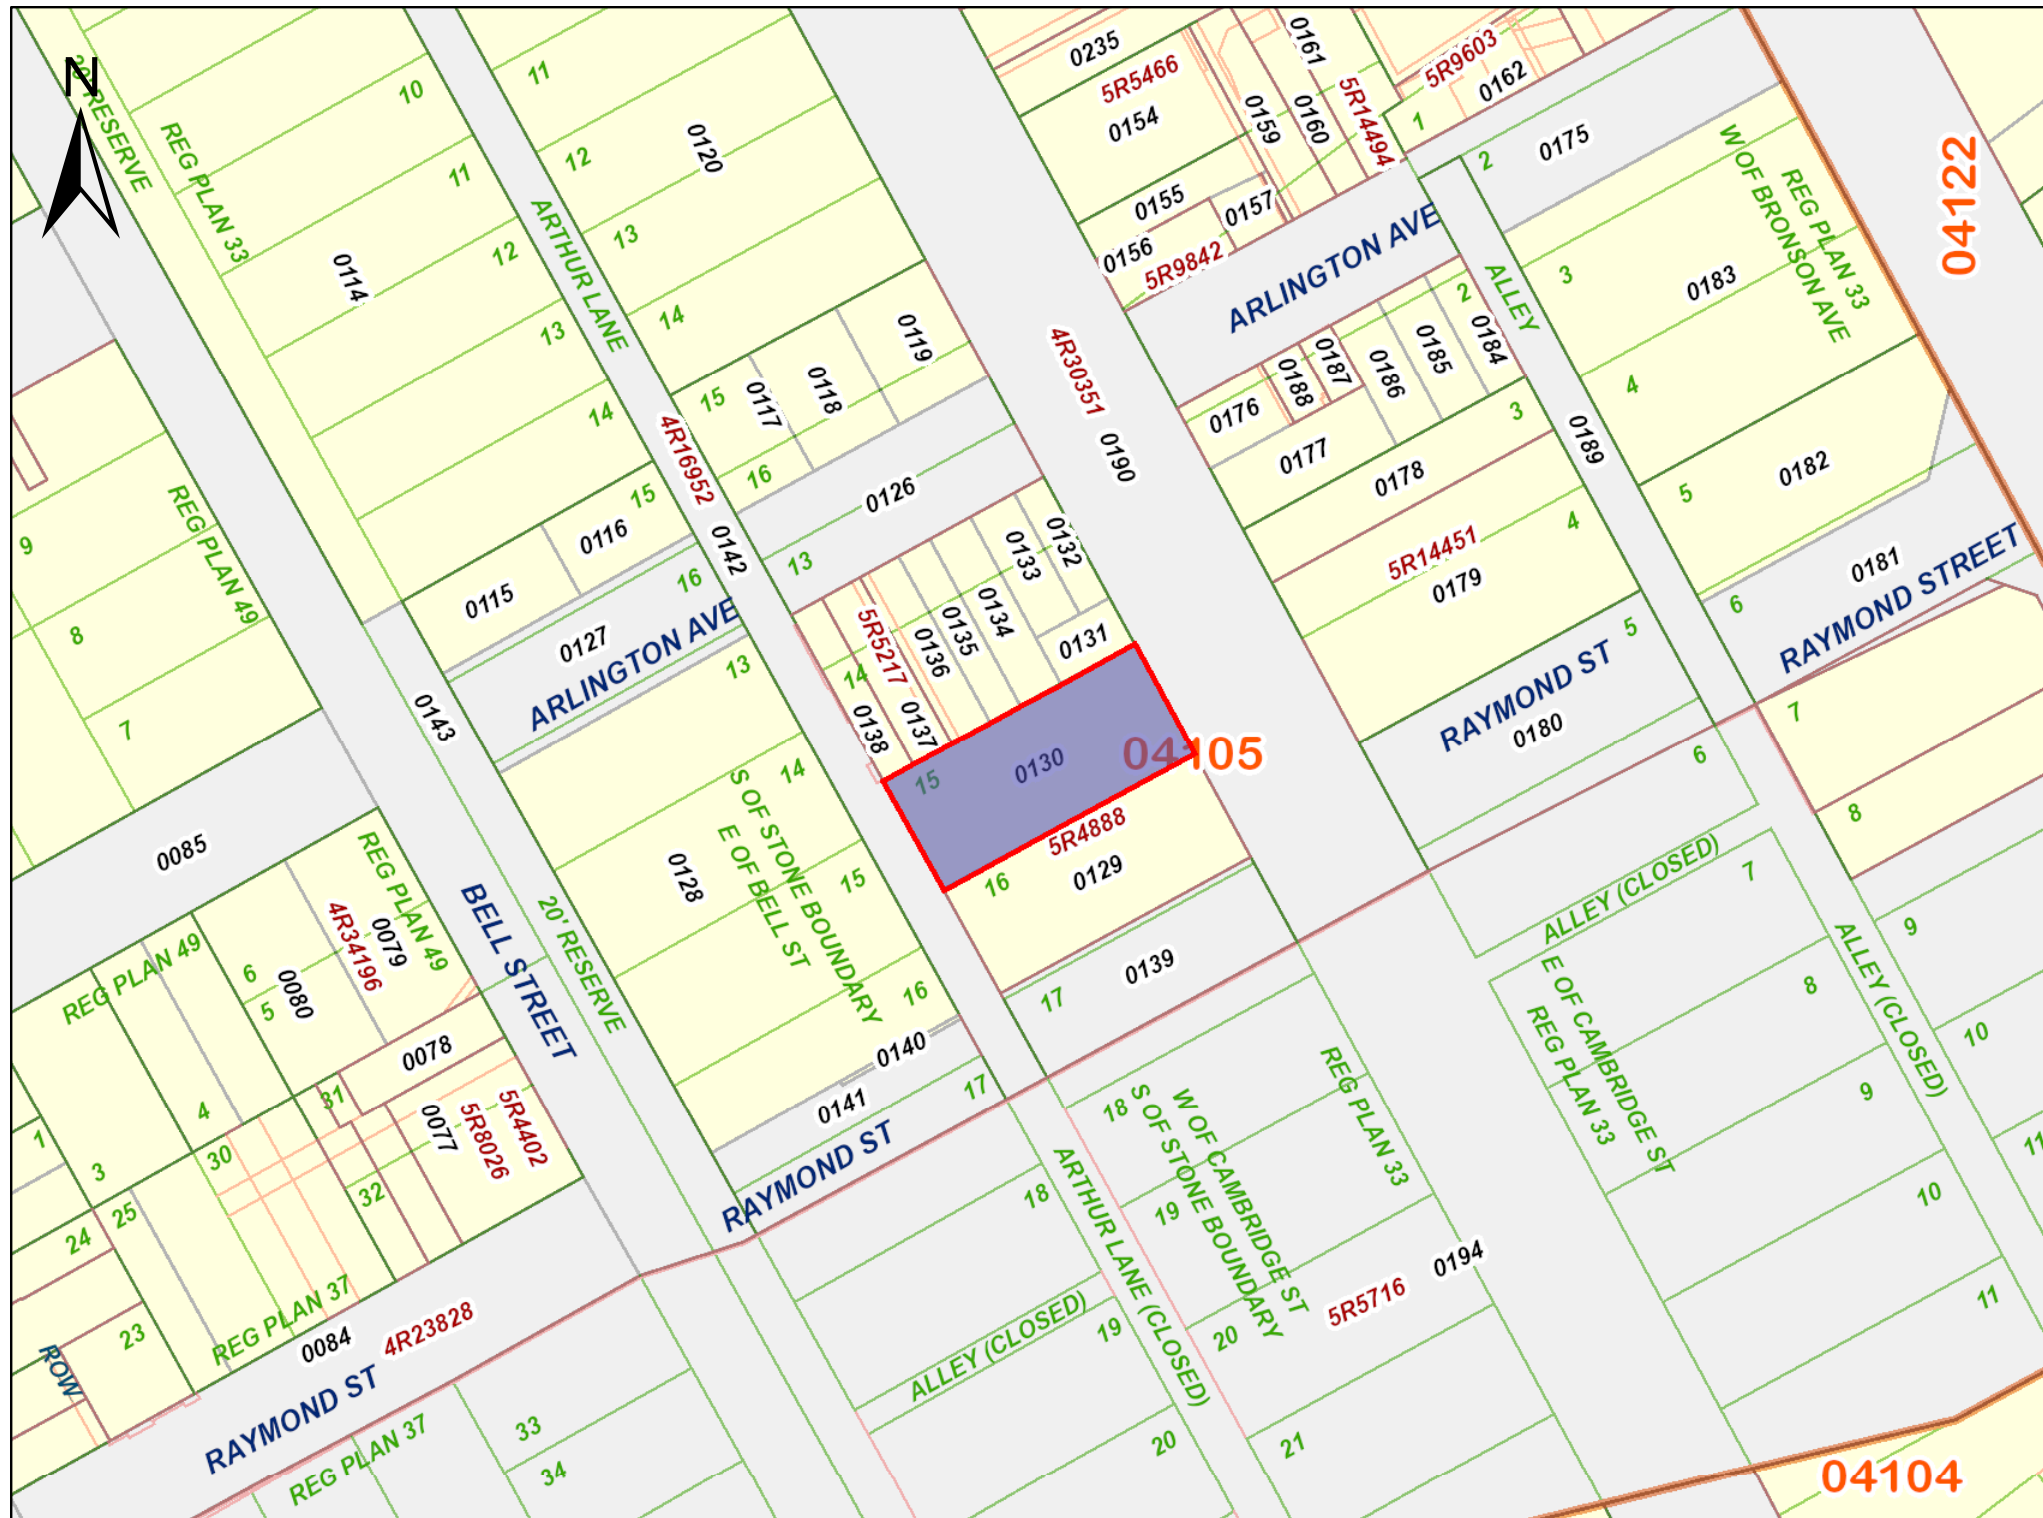 N
20' RESERVE
REG PLAN 33
10
11
12
13
14
15
0114
11
12
13
14
0120
ARTHUR LANE
0235
5R5466
0154
0155
0156
0157
5R9842
0159
0160
0161
5R14494
5R9603
0162
1
2
0175
ARLINGTON AVE
W OF BRONSON AVE
REG PLAN 33
04122
3
0183
4
ALLEY
0189
5
0182
6
0181
RAYMOND STREET
15
0117
0118
0119
16
4R16952
0142
0126
13
4R30351
0190
0176
0188
0187
0186
0185
0184
2
0177
0178
3
5R14451
0179
4
5
RAYMOND ST
0180
6
7
8
9
8
7
REG PLAN 49
0085
0143
0115
0116
16
0127
ARLINGTON AVE
13
14
5R5217
0138
0137
0136
0135
0134
0133
0132
0131
0130
15
04105
5R4888
0129
16
0139
17
0128
14
15
16
S OF STONE BOUNDARY
E OF BELL ST
0140
0141
17
RAYMOND ST
BELL STREET
20' RESERVE
REG PLAN 49
REG PLAN 49
0079
4R34196
0080
6
5
0078
31
0077
5R8026
5R4402
4
30
32
1
3
25
24
23
REG PLAN 37
ROW
0084
4R23828
RAYMOND ST
REG PLAN 37
33
34
18
ALLEY (CLOSED)
19
20
ARTHUR LANE (CLOSED)
18
19
20
21
W OF CAMBRIDGE ST
S OF STONE BOUNDARY
REG PLAN 33
5R5716
0194
ALLEY (CLOSED)
7
8
9
10
11
E OF CAMBRIDGE ST
REG PLAN 33
ALLEY (CLOSED)
9
10
11
04104